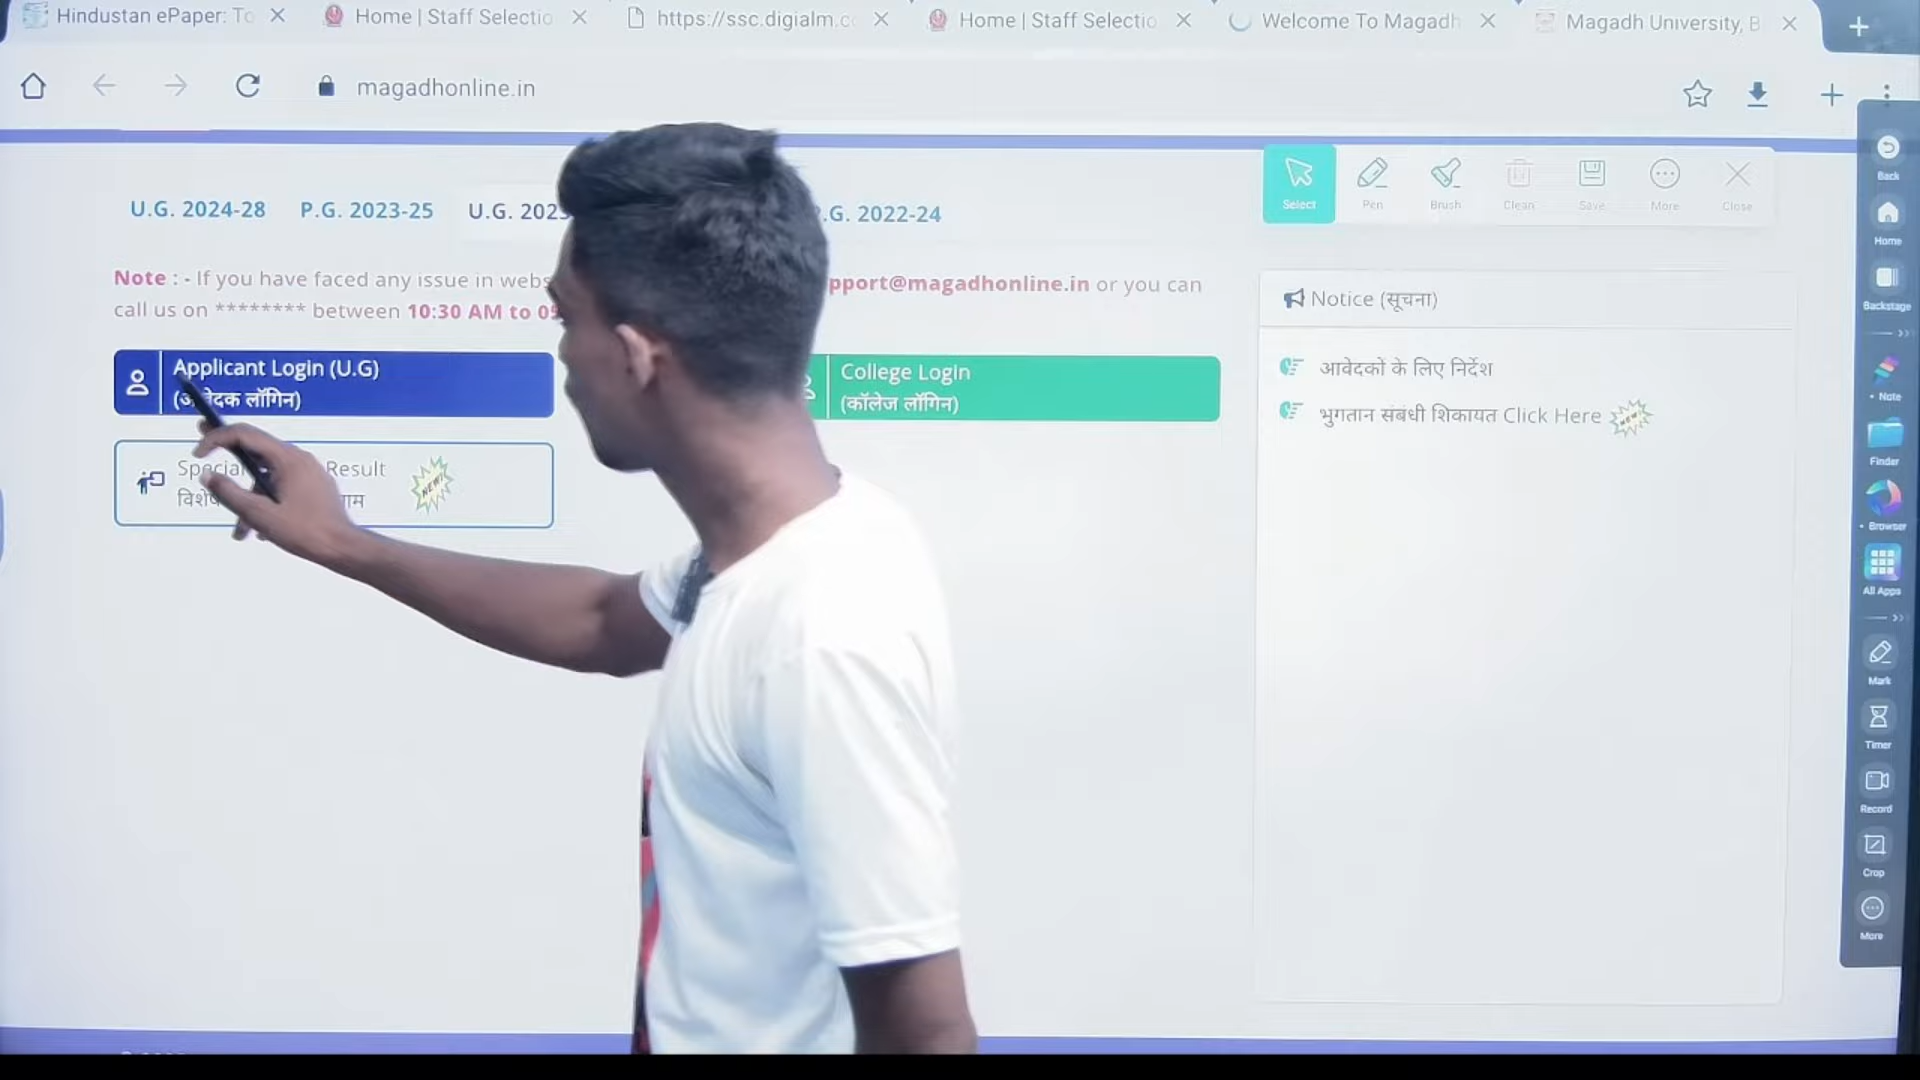 Hindustan ePaper: To
Home | Staff Selectio
https://ssc.digialm.c
Home | Staff Selectio
Welcome To Magadh
Magadh University, B
magadhonline.in
U.G. 2024-28
P.G. 2023-25
U.G. 2023
.G. 2022-24
Select
Pen
Brush
Clean
Save
More
Close
Note : - If you have faced any issue in webs
pport@magadhonline.in or you can
call us on ******** between 10:30 AM to 05
Applicant Login (U.G)
लॉगिन)
College Login
(कॉलेज लॉगिन)
Special Result
NEW!
Notice (सूचना)
आवेदकों के लिए निर्देश
भुगतान संबंधी शिकायत Click Here
Back
Home
Backstage
Note
Finder
Browser
All Apps
Mark
Timer
Record
Crop
More